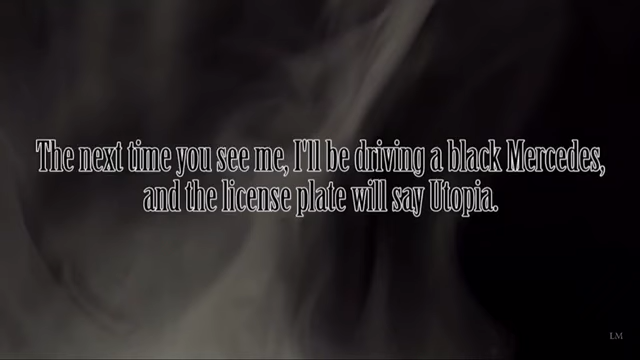 The next time you see me, I'll be driving a black Mercedes,
and the license plate will say Utopia.
LM